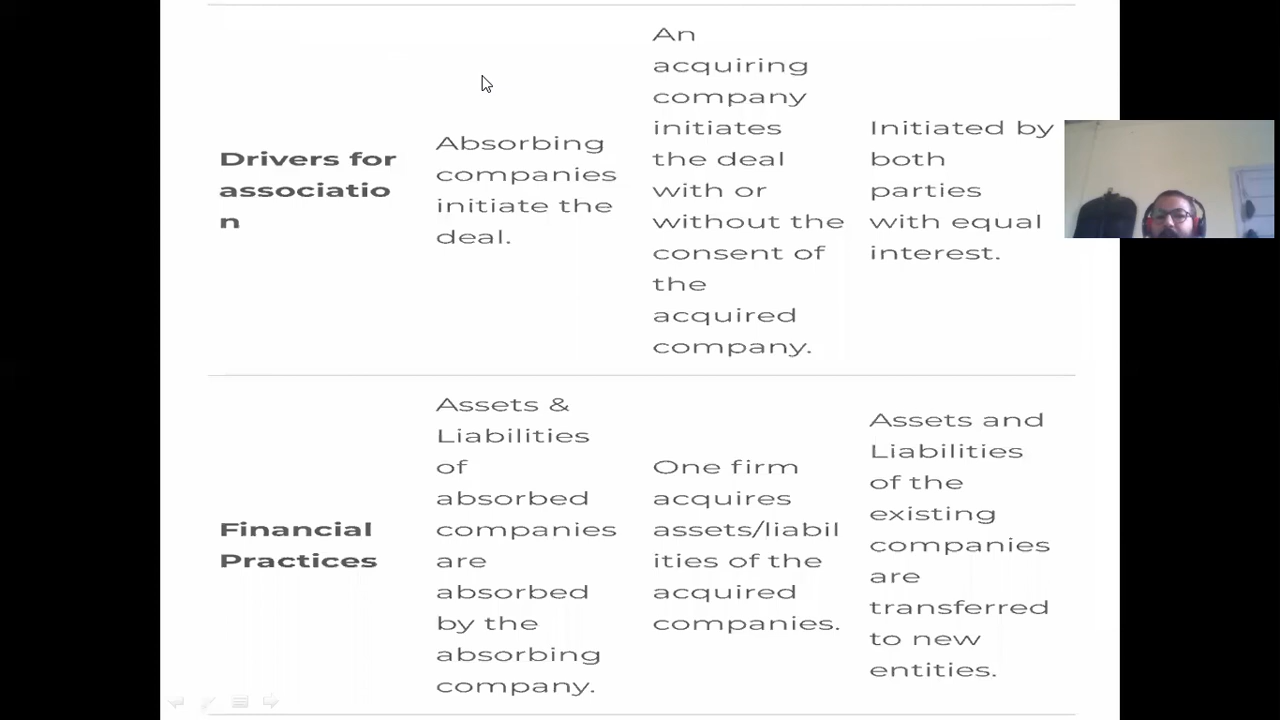 Drivers for
associatio
n
Absorbing
companies
initiate the
deal.
An
acquiring
company
initiates
the deal
with or
without the
consent of
the
acquired
company.
Initiated by
both
parties
with equal
interest.
Financial
Practices
Assets &
Liabilities
of
absorbed
companies
are
absorbed
by the
absorbing
company.
One firm
acquires
assets/liabil
ities of the
acquired
companies.
Assets and
Liabilities
of the
existing
companies
are
transferred
to new
entities.